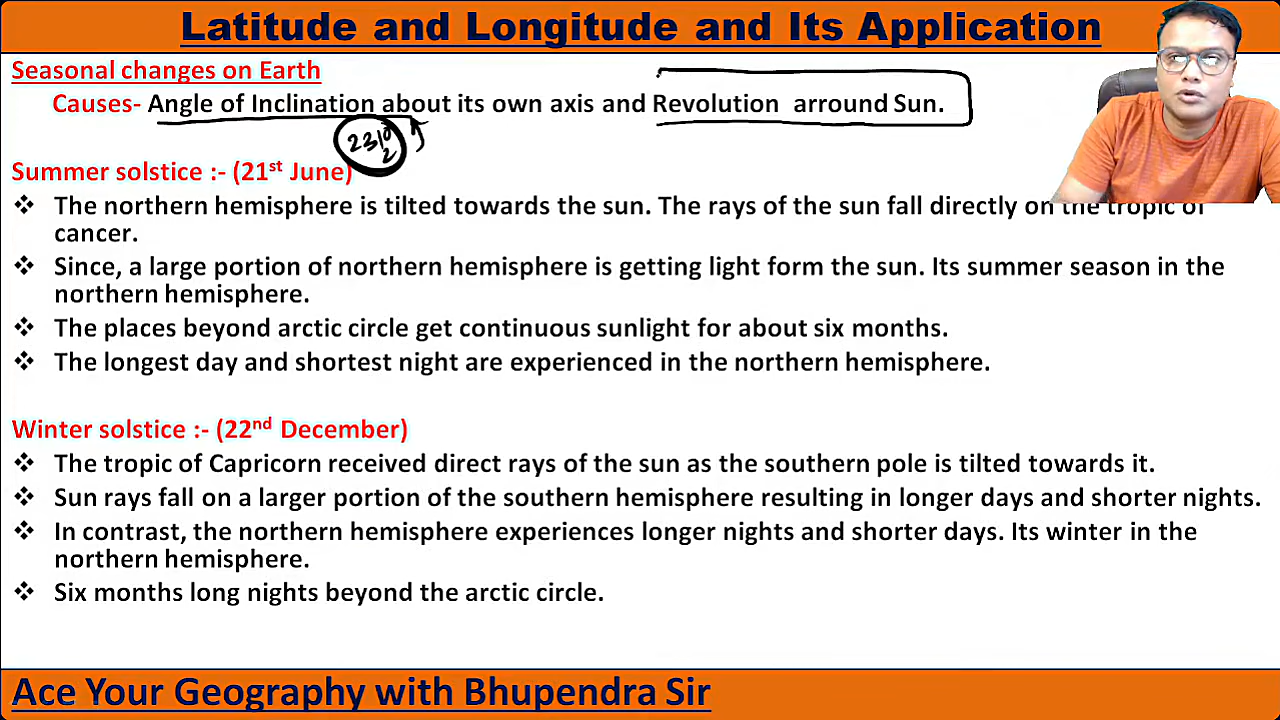 Latitude and Longitude and Its Application
Seasonal changes on Earth
Causes- Angle of Inclination about its own axis and Revolution arround Sun.
23½°
Summer solstice :- (21st June)
❖ The northern hemisphere is tilted towards the sun. The rays of the sun fall directly on the tropic of
cancer.
❖ Since, a large portion of northern hemisphere is getting light form the sun. Its summer season in the
northern hemisphere.
❖ The places beyond arctic circle get continuous sunlight for about six months.
❖ The longest day and shortest night are experienced in the northern hemisphere.
Winter solstice :- (22nd December)
❖ The tropic of Capricorn received direct rays of the sun as the southern pole is tilted towards it.
❖ Sun rays fall on a larger portion of the southern hemisphere resulting in longer days and shorter nights.
❖ In contrast, the northern hemisphere experiences longer nights and shorter days. Its winter in the
northern hemisphere.
❖ Six months long nights beyond the arctic circle.
Ace Your Geography with Bhupendra Sir